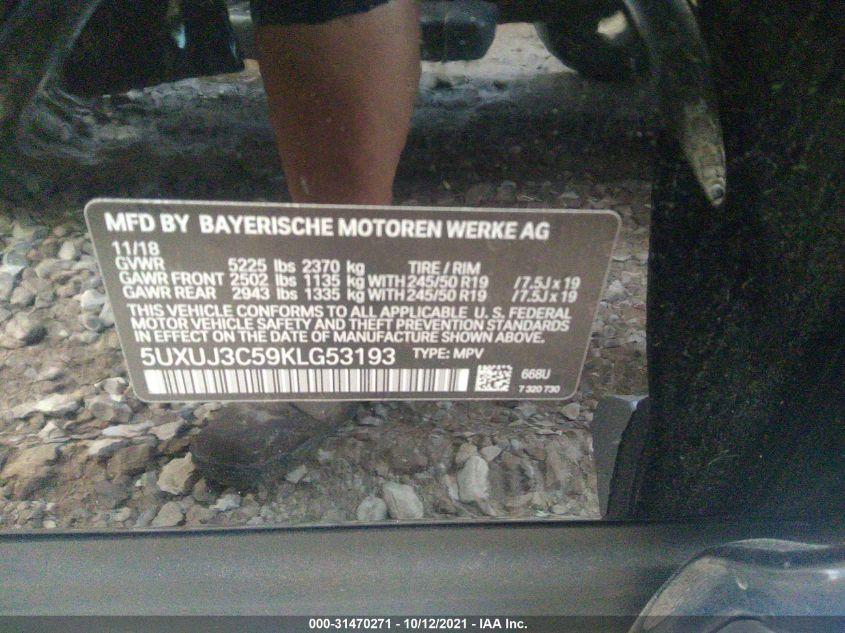 MFD BY BAYERISCHE MOTOREN WERKE AG
11/18
GVWR 5225 lbs 2370 kg TIRE / RIM
GAWR FRONT 2502 lbs 1135 kg WITH 245/50 R19 /7.5J x 19
GAWR REAR 2943 lbs 1335 kg WITH 245/50 R19 /7.5J x 19
THIS VEHICLE CONFORMS TO ALL APPLICABLE U. S. FEDERAL
MOTOR VEHICLE SAFETY AND THEFT PREVENTION STANDARDS
IN EFFECT ON THE DATE OF MANUFACTURE SHOWN ABOVE.
5UXUJ3C59KLG53193 TYPE: MPV
668U
7 320 730
000-31470271 - 10/12/2021 - IAA Inc.